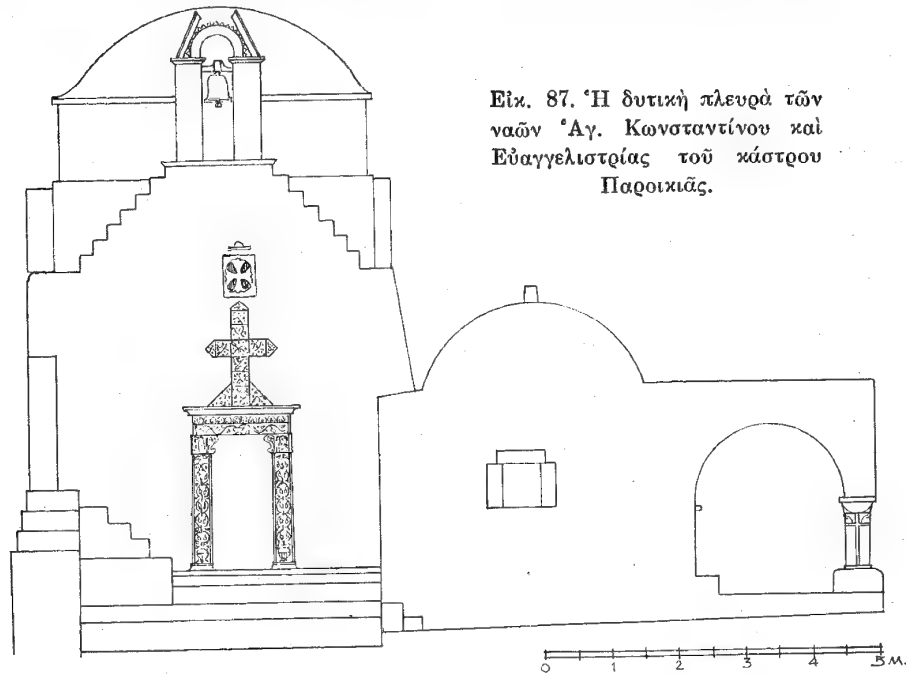 Εἰκ. 87. Ἡ δυτικὴ πλευρὰ τῶν
ναῶν Ἁγ. Κωνσταντίνου καὶ
Εὐαγγελιστρίας τοῦ κάστρου
Παροικιᾶς.
0 1 2 3 4 5 Μ.